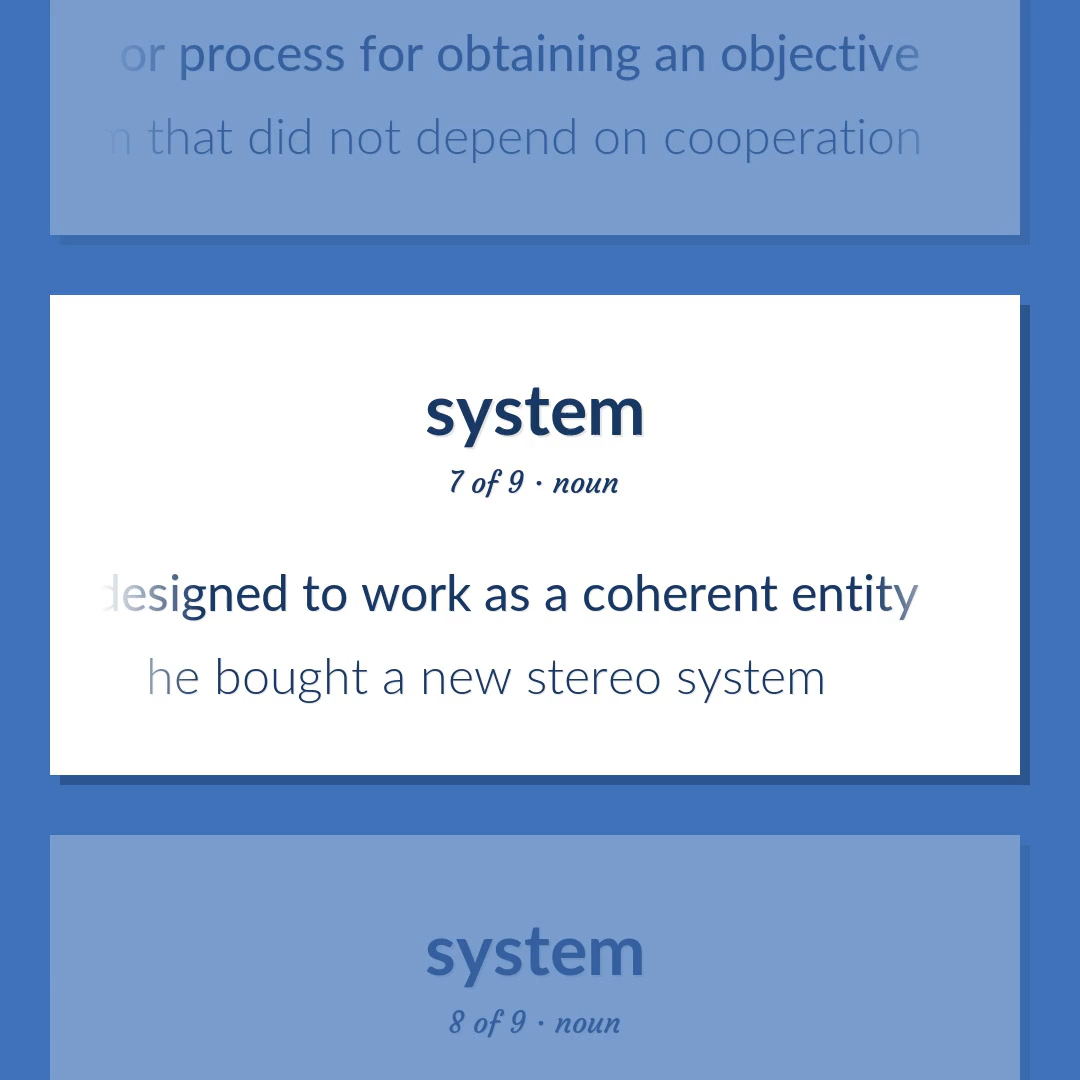 or process for obtaining an objective
that did not depend on cooperation
system
7 of 9 · noun
designed to work as a coherent entity
he bought a new stereo system
system
8 of 9 · noun